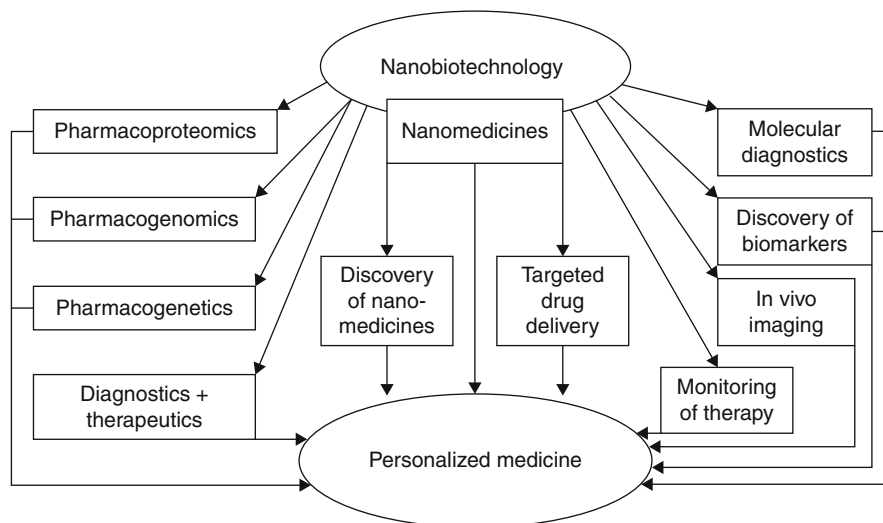 Nanobiotechnology
Pharmacoproteomics
Nanomedicines
Molecular
diagnostics
Pharmacogenomics
Discovery of
biomarkers
Pharmacogenetics
Discovery
of nano-
medicines
Targeted
drug
delivery
In vivo
imaging
Diagnostics +
therapeutics
Monitoring
of therapy
Personalized medicine